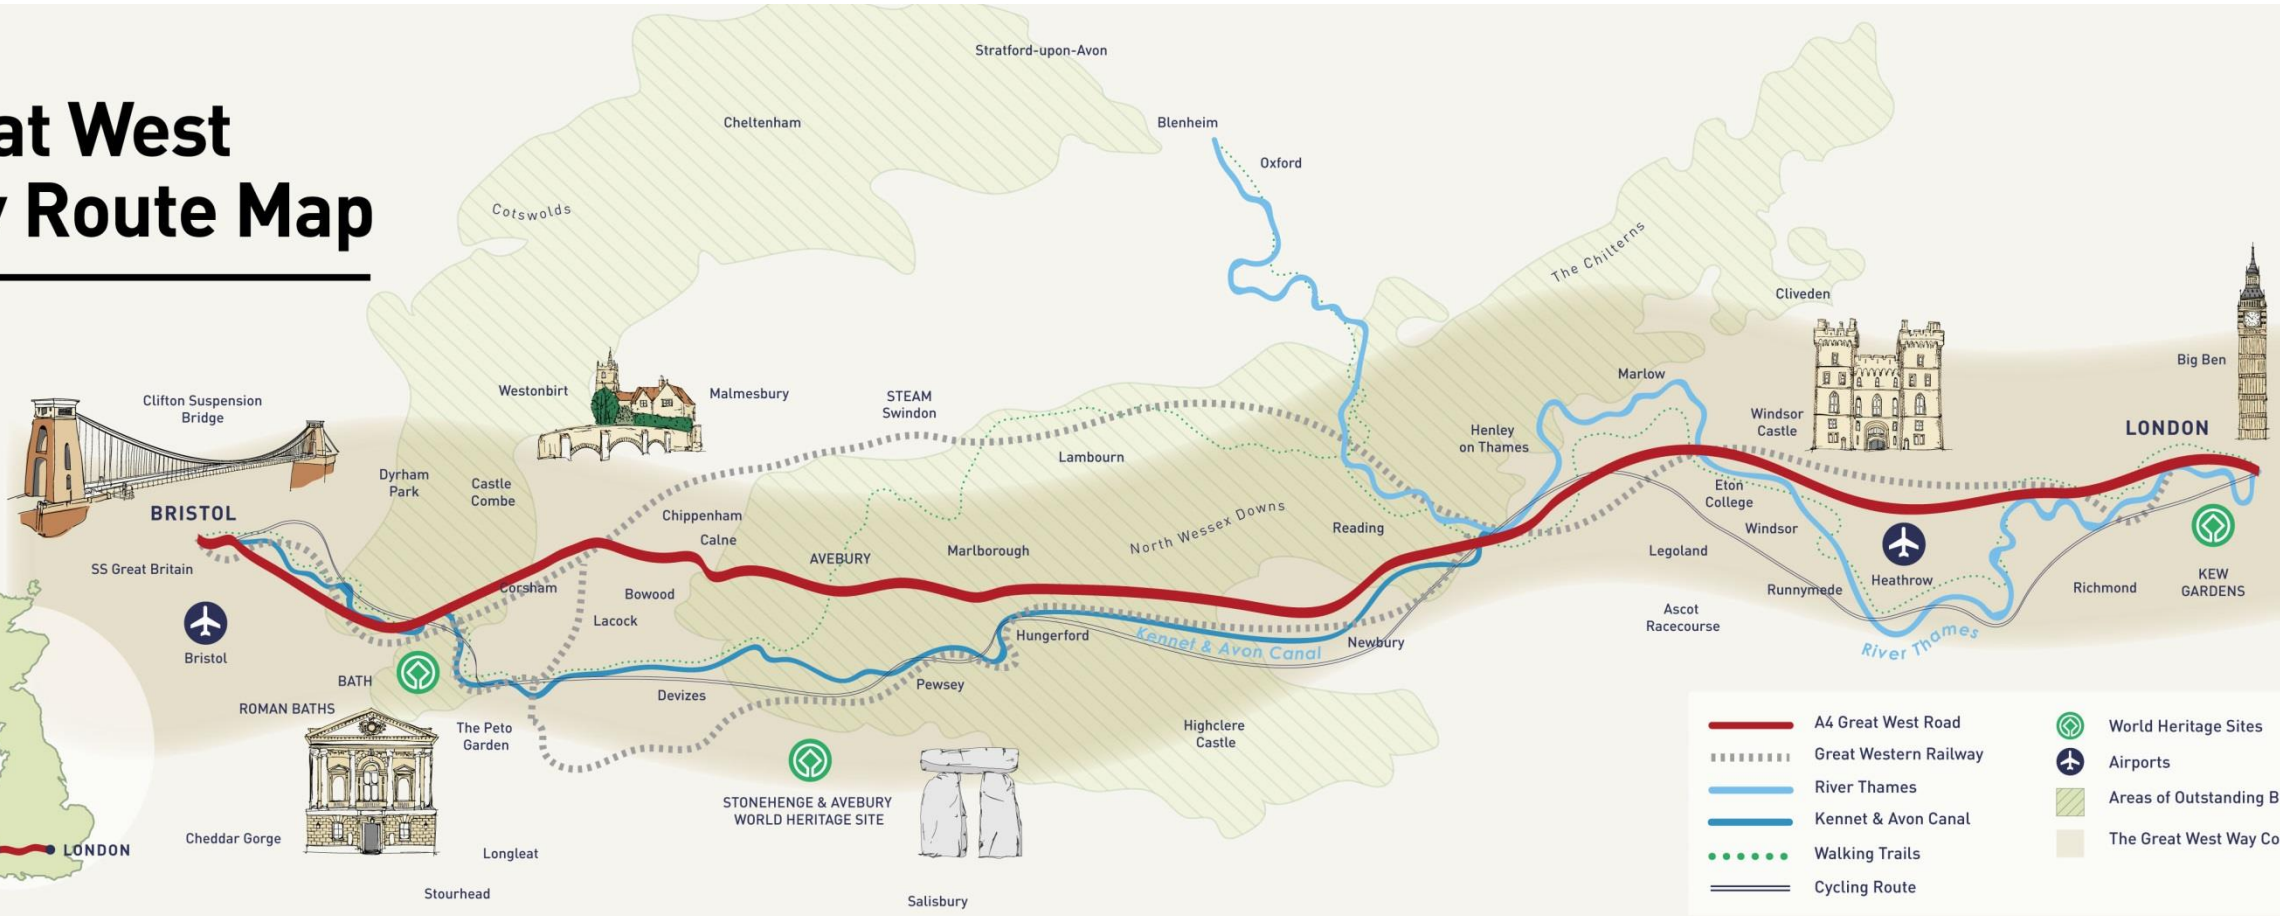 at West
y Route Map
Stratford-upon-Avon
Cheltenham
Blenheim
Oxford
Cotswolds
The Chilterns
Cliveden
Big Ben
Marlow
Westonbirt
Malmesbury
STEAM
Swindon
Clifton Suspension
Bridge
Windsor
Castle
LONDON
Henley
on Thames
Lambourn
Dyrham
Park
Castle
Combe
Eton
College
BRISTOL
Chippenham
Calne
North Wessex Downs
Reading
Windsor
AVEBURY
Marlborough
Legoland
SS Great Britain
Corsham
Bowood
Heathrow
Runnymede
Richmond
KEW
GARDENS
Lacock
Ascot
Racecourse
Hungerford
Kennet & Avon Canal
Newbury
River Thames
Bristol
BATH
Devizes
Pewsey
ROMAN BATHS
The Peto
Garden
Highclere
Castle
STONEHENGE & AVEBURY
WORLD HERITAGE SITE
Cheddar Gorge
Longleat
LONDON
Stourhead
Salisbury
A4 Great West Road
Great Western Railway
River Thames
Kennet & Avon Canal
Walking Trails
Cycling Route
World Heritage Sites
Airports
Areas of Outstanding B
The Great West Way Co